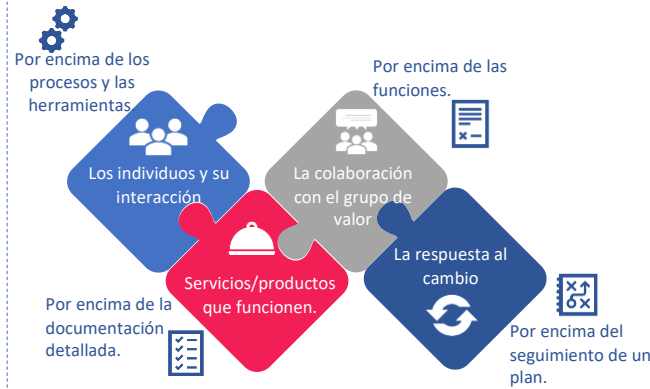 Por encima de los
procesos y las
herramientas.
Los individuos y su
interacción
Servicios/productos
que funcionen.
Por encima de la
documentación
detallada.
Por encima de las
funciones.
La colaboración
con el grupo de
valor
La respuesta al
cambio
Por encima del
seguimiento de un
plan.